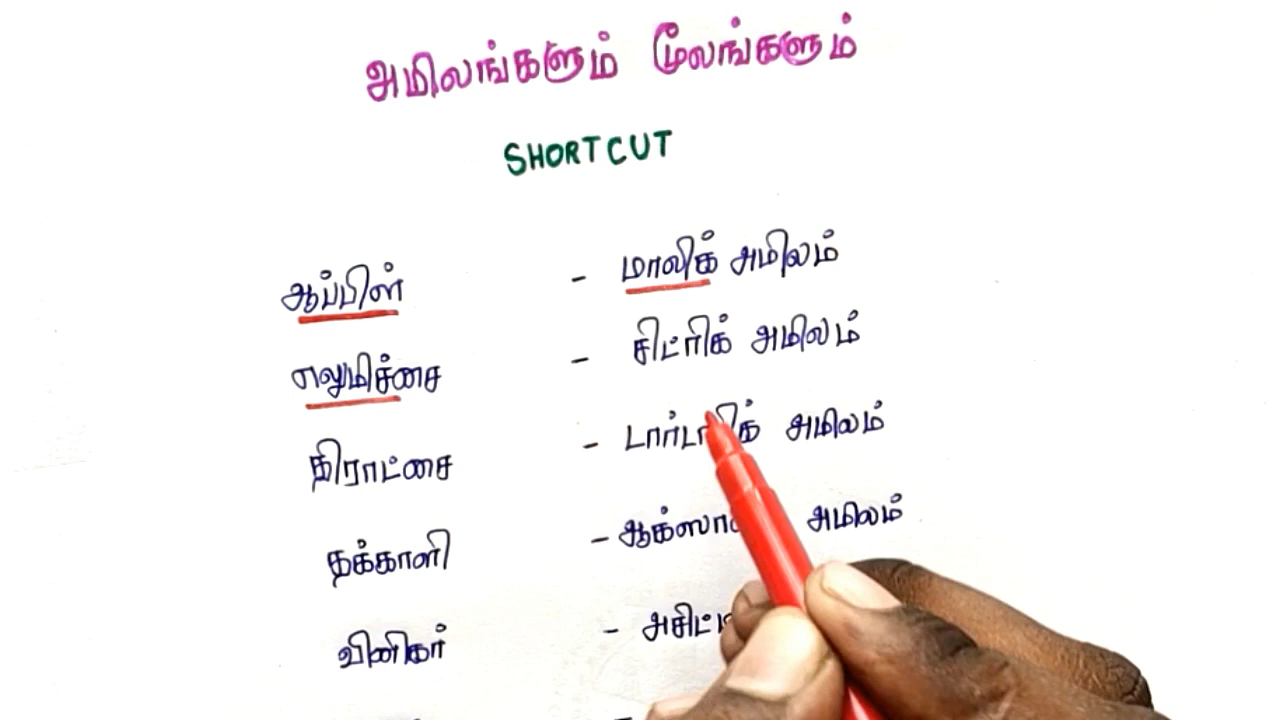 அமிலங்களும் மூலங்களும்
SHORTCUT
ஆப்பிள் - மாலிக் அமிலம்
எலுமிச்சை - சிட்ரிக் அமிலம்
திராட்சை - அமிலம்
தக்காளி - அமிலம்
வினிகர் -